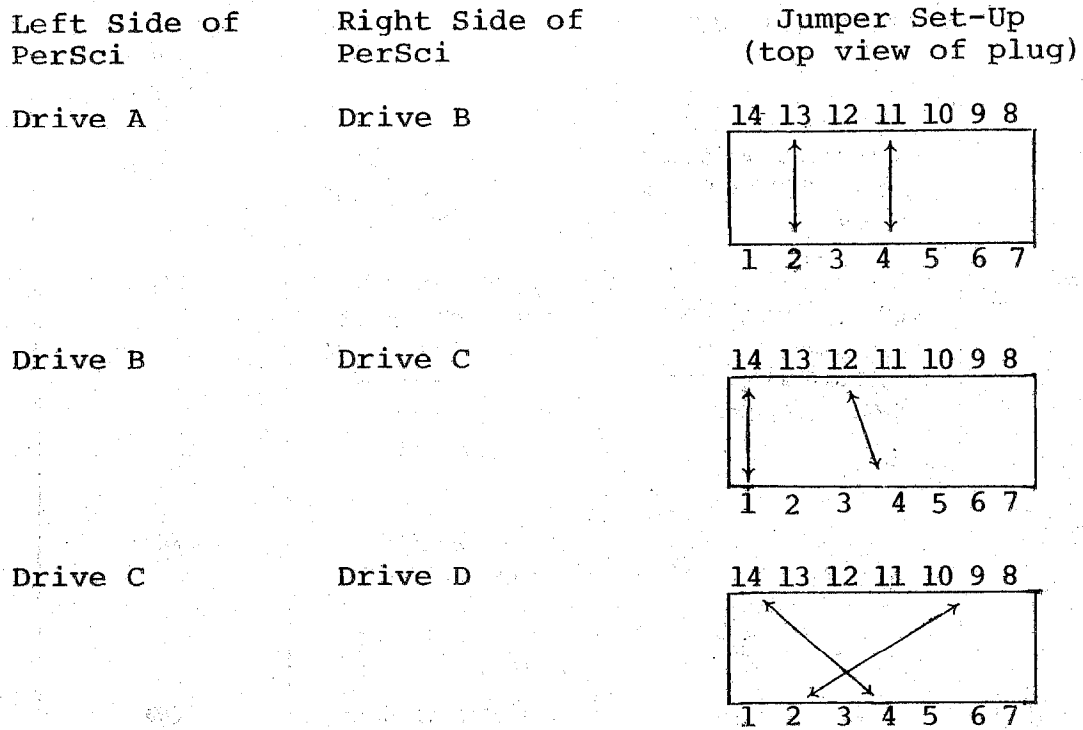 Left Side of PerSci Right Side of PerSci Jumper Set-Up (top view of plug)
Drive A Drive B
14 13 12 11 10 9 8
1 2 3 4 5 6 7
Drive B Drive C
14 13 12 11 10 9 8
1 2 3 4 5 6 7
Drive C Drive D
14 13 12 11 10 9 8
1 2 3 4 5 6 7